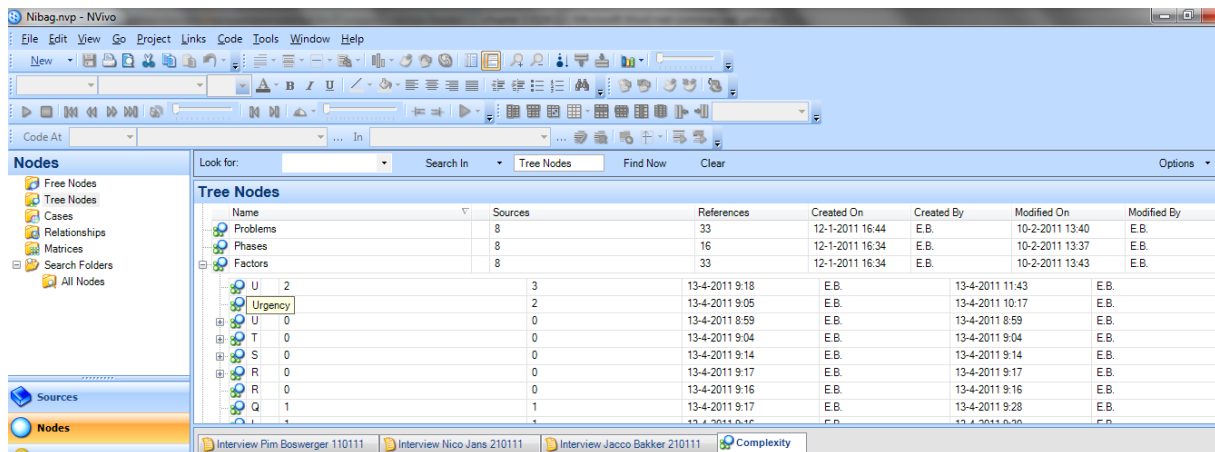 Nibag.nvp - NVivo
File Edit View Go Project Links Code Tools Window Help
New
A B I U
Code At ... In ...
Nodes
Free Nodes
Tree Nodes
Cases
Relationships
Matrices
Search Folders
All Nodes
Sources
Nodes
Look for: Search In Tree Nodes Find Now Clear Options
Tree Nodes
Name Sources References Created On Created By Modified On Modified By
Problems 8 33 12-1-2011 16:44 E.B. 10-2-2011 13:40 E.B.
Phases 8 16 12-1-2011 16:34 E.B. 10-2-2011 13:37 E.B.
Factors 8 33 12-1-2011 16:34 E.B. 10-2-2011 13:43 E.B.
U 2 3 13-4-2011 9:18 E.B. 13-4-2011 11:43 E.B.
Urgency 2 13-4-2011 9:05 E.B. 13-4-2011 10:17 E.B.
U 0 0 13-4-2011 8:59 E.B. 13-4-2011 8:59 E.B.
T 0 0 13-4-2011 9:04 E.B. 13-4-2011 9:04 E.B.
S 0 0 13-4-2011 9:14 E.B. 13-4-2011 9:14 E.B.
R 0 0 13-4-2011 9:17 E.B. 13-4-2011 9:17 E.B.
R 0 0 13-4-2011 9:16 E.B. 13-4-2011 9:16 E.B.
Q 1 1 13-4-2011 9:17 E.B. 13-4-2011 9:28 E.B.
Interview Pim Boswerger 110111 Interview Nico Jans 210111 Interview Jacco Bakker 210111 Complexity